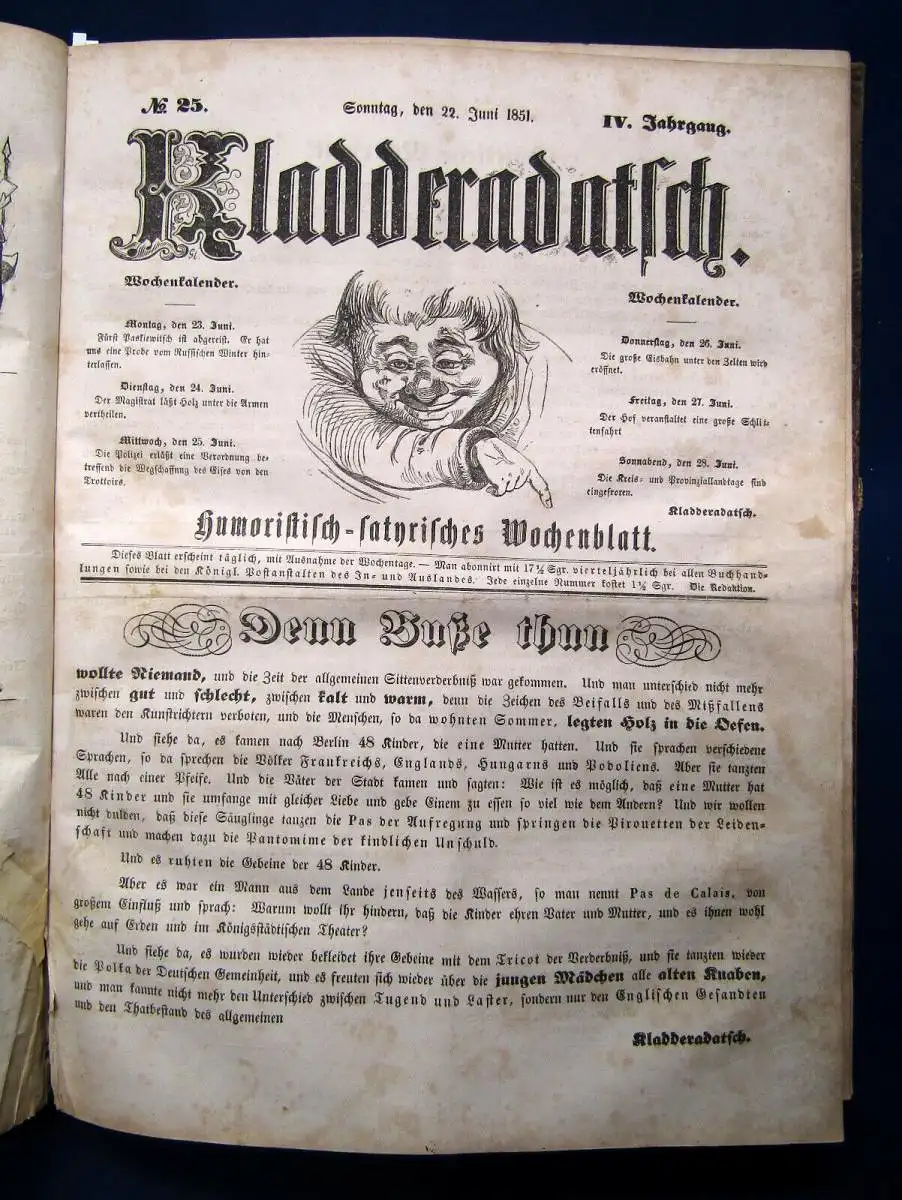 № 25.
Sonntag, den 22. Juni 1851.
IV. Jahrgang.
Kladderadatsch.
Wochenkalender.
Montag, den 23. Juni.
Fürst Paskiewitsch ist abgereist. Er hat
uns eine Probe vom Russischen Winter hin-
terlassen.
Dienstag, den 24. Juni.
Der Magistrat läßt Holz unter die Armen
vertheilen.
Mittwoch, den 25. Juni.
Die Polizei erläßt eine Verordnung be-
treffend die Wegschaffung des Eises von den
Trottoirs.
Wochenkalender.
Donnerstag, den 26. Juni.
Die große Eisbahn unter den Zelten wird
eröffnet.
Freitag, den 27. Juni.
Der Hof veranstaltet eine große Schlit-
tenfahrt
Sonnabend, den 28. Juni.
Die Kreis- und Provinziallandtage sind
eingefroren.
Kladderadatsch.
Humoristisch-satyrisches Wochenblatt.
Dieses Blatt erscheint täglich, mit Ausnahme der Wochentage. — Man abonnirt mit 17½ Sgr. vierteljährlich bei allen Buchhand-
lungen sowie bei den Königl. Postanstalten des In- und Auslandes. Jede einzelne Nummer kostet 1½ Sgr. Die Redaktion.
Denn Buße thun
wollte Niemand, und die Zeit der allgemeinen Sittenverderbniß war gekommen. Und man unterschied nicht mehr
zwischen gut und schlecht, zwischen kalt und warm, denn die Zeichen des Beifalls und des Mißfallens
waren den Kunstrichtern verboten, und die Menschen, so da wohnten Sommer, legten Holz in die Oefen.
Und siehe da, es kamen nach Berlin 48 Kinder, die eine Mutter hatten. Und sie sprachen verschiedene
Sprachen, so da sprechen die Völker Frankreichs, Englands, Hungarns und Podoliens. Aber sie tanzten
Alle nach einer Pfeife. Und die Väter der Stadt kamen und sagten: Wie ist es möglich, daß eine Mutter hat
48 Kinder und sie umfange mit gleicher Liebe und gebe Einem zu essen so viel wie dem Andern? Und wir wollen
nicht dulden, daß diese Säuglinge tanzen die Pas der Aufregung und springen die Pirouetten der Leiden-
schaft und machen dazu die Pantomime der kindlichen Unschuld.
Und es ruhten die Gebeine der 48 Kinder.
Aber es war ein Mann aus dem Lande jenseits des Wassers, so man nennt Pas de Calais, von
großem Einfluß und sprach: Warum wollt ihr hindern, daß die Kinder ehren Vater und Mutter, und es ihnen wohl
gehe auf Erden und im Königsstädtischen Theater?
Und siehe da, es wurden wieder bekleidet ihre Gebeine mit dem Tricot der Verderbniß, und sie tanzten wieder
die Polka der Deutschen Gemeinheit, und es freuten sich wieder über die jungen Mädchen alle alten Knaben,
und man kannte nicht mehr den Unterschied zwischen Tugend und Laster, sondern nur den Englischen Gesandten
und den Thatbestand des allgemeinen
Kladderadatsch.